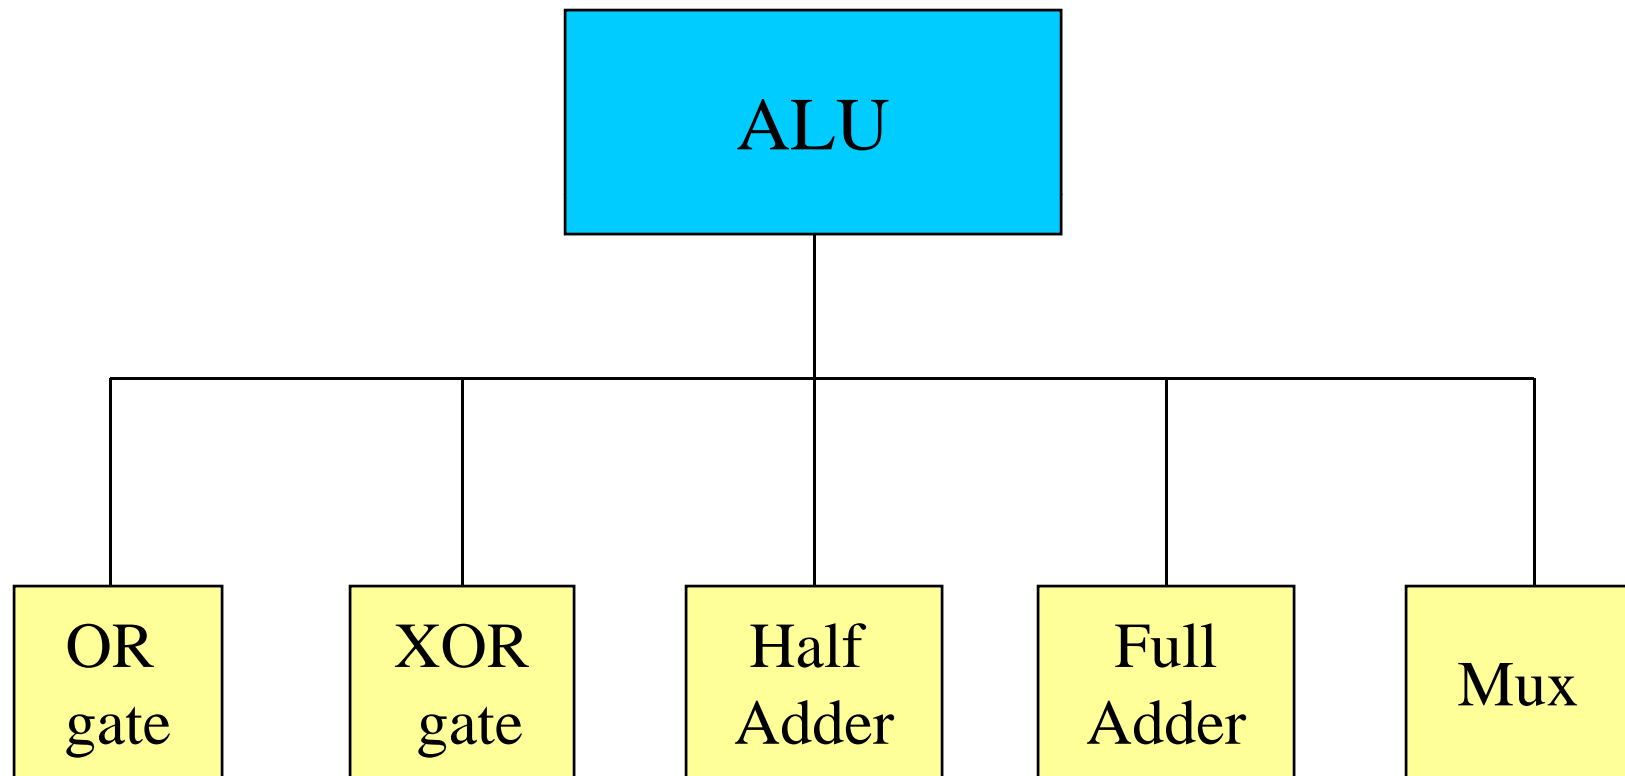 ALU
OR
gate
XOR
gate
Half
Adder
Full
Adder
Mux